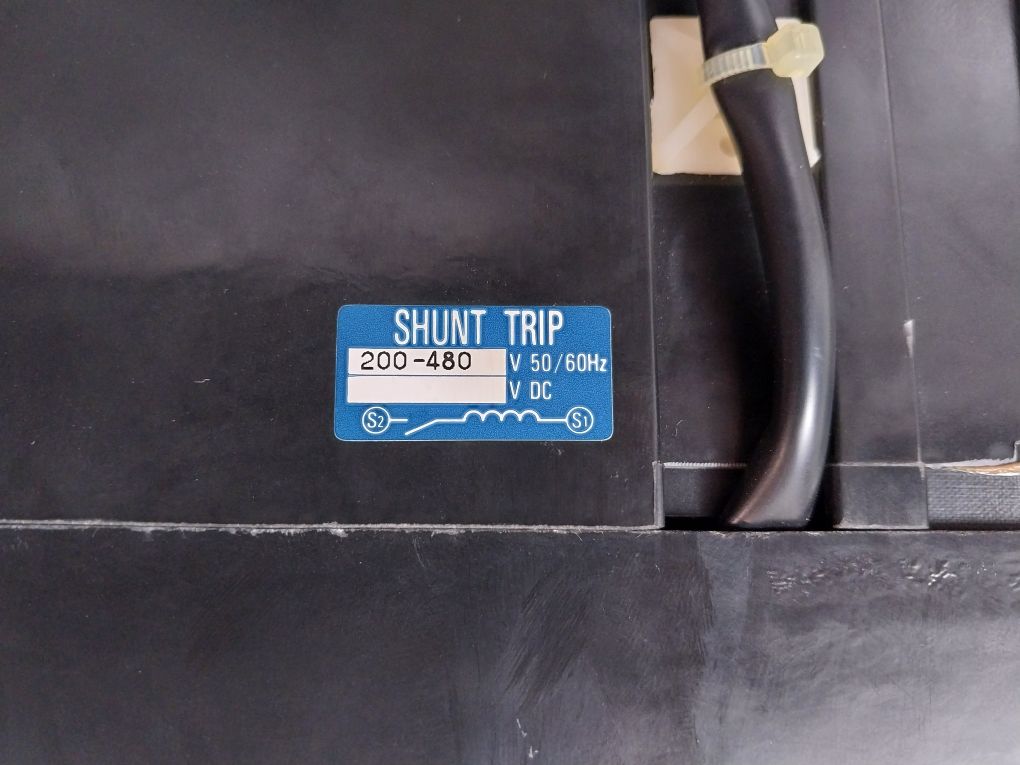 SHUNT TRIP
200-480 V 50/60Hz
V DC
S2 S1